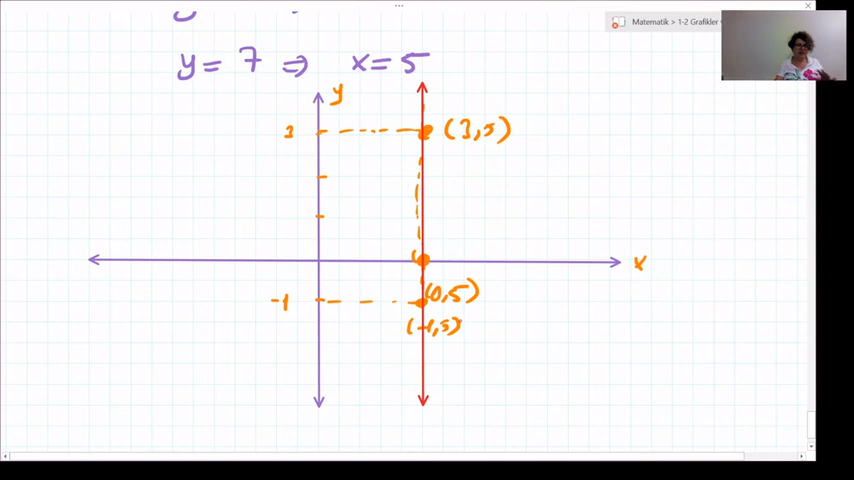 Matematik > 1-2 Grafikler
y = 7 ⇒ x = 5
y
3
(3,5)
x
(0,5)
-1
(-1,5)